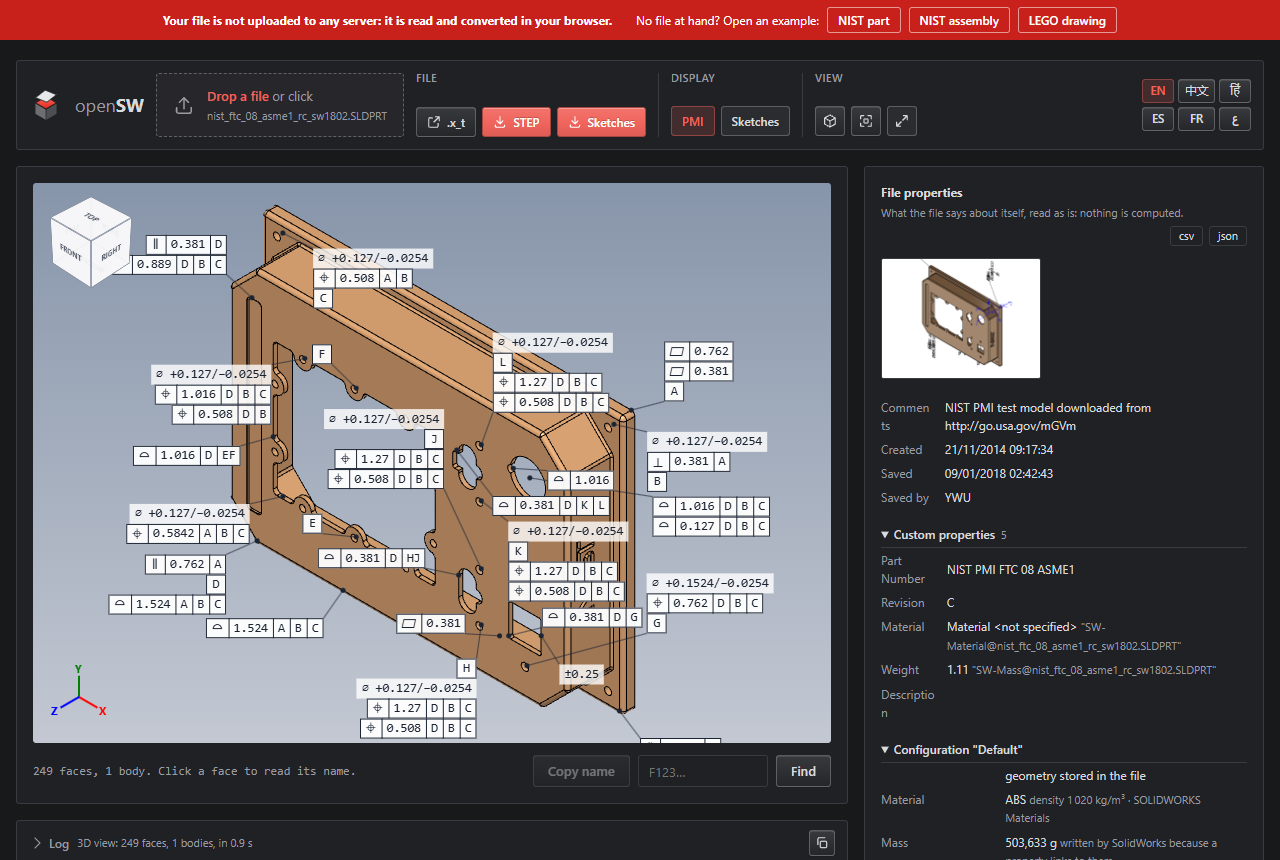 Your file is not uploaded to any server: it is read and converted in your browser. No file at hand? Open an example: NIST part NIST assembly LEGO drawing
openSW
Drop a file or click
nist_ftc_08_asme1_rc_sw1802.SLDPRT
FILE
.x_t STEP Sketches
DISPLAY
PMI Sketches
VIEW
EN 中文 हिं
ES FR ع
TOP
FRONT RIGHT
∥ 0.381 D
0.889 D B C
⌀ +0.127/−0.0254
⌖ 0.508 A B
C
F
⌀ +0.127/−0.0254
⌖ 1.016 D B C
⌖ 0.508 D B
⌓ 1.016 D EF
⌀ +0.127/−0.0254
J
⌖ 1.27 D B C
⌖ 0.508 D B C
⌀ +0.127/−0.0254
L
⌖ 1.27 D B C
⌖ 0.508 D B C
⏥ 0.762
⏥ 0.381
A
⌀ +0.127/−0.0254
⟂ 0.381 A
B
⌓ 1.016
⌓ 0.381 D K L
⌓ 1.016 D B C
⌓ 0.127 D B C
⌀ +0.127/−0.0254
⌖ 0.5842 A B C
E
∥ 0.762 A
D
⌓ 1.524 A B C
⌓ 1.524 A B C
⌓ 0.381 D HJ
⌀ +0.127/−0.0254
K
⌖ 1.27 D B C
⌖ 0.508 D B C
⌀ +0.1524/−0.0254
⌖ 0.762 D B C
G
⌓ 0.381 D G
⏥ 0.381
±0.25
H
⌀ +0.127/−0.0254
⌖ 1.27 D B C
⌖ 0.508 D B C
Y
Z X
249 faces, 1 body. Click a face to read its name.
Copy name F123... Find
Log 3D view: 249 faces, 1 bodies, in 0.9 s
File properties
What the file says about itself, read as is: nothing is computed.
csv json
Commen
ts
NIST PMI test model downloaded from
http://go.usa.gov/mGVm
Created 21/11/2014 09:17:34
Saved 09/01/2018 02:42:43
Saved by YWU
▼ Custom properties 5
Part
Number
NIST PMI FTC 08 ASME1
Revision C
Material Material <not specified> "SW-
Material@nist_ftc_08_asme1_rc_sw1802.SLDPRT"
Weight 1.11 "SW-Mass@nist_ftc_08_asme1_rc_sw1802.SLDPRT"
Descriptio
n
▼ Configuration "Default"
geometry stored in the file
Material ABS density 1 020 kg/m³ · SOLIDWORKS
Materials
Mass 503,633 g written by SolidWorks because a